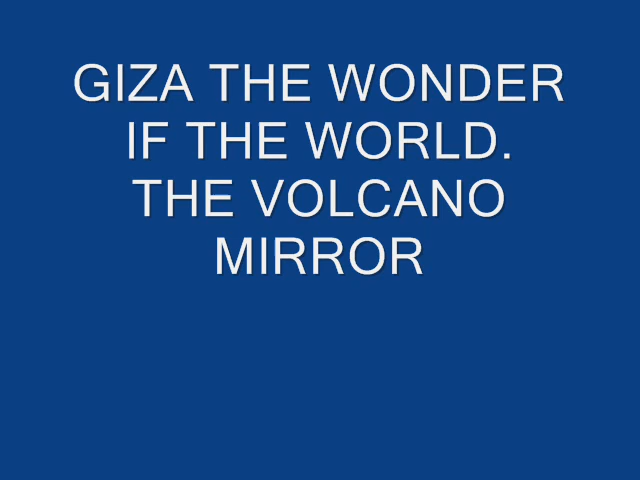 GIZA THE WONDER
IF THE WORLD.
THE VOLCANO
MIRROR